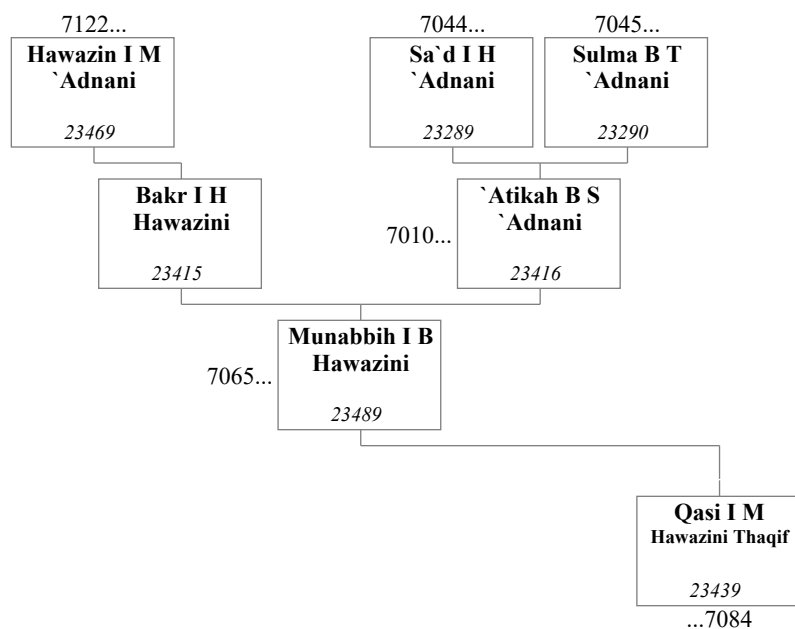 7122...
7044...
7045...
Hawazin I M
`Adnani
23469
Sa`d I H
`Adnani
23289
Sulma B T
`Adnani
23290
Bakr I H
Hawazini
23415
7010...
`Atikah B S
`Adnani
23416
7065...
Munabbih I B
Hawazini
23489
Qasi I M
Hawazini Thaqif
23439
...7084